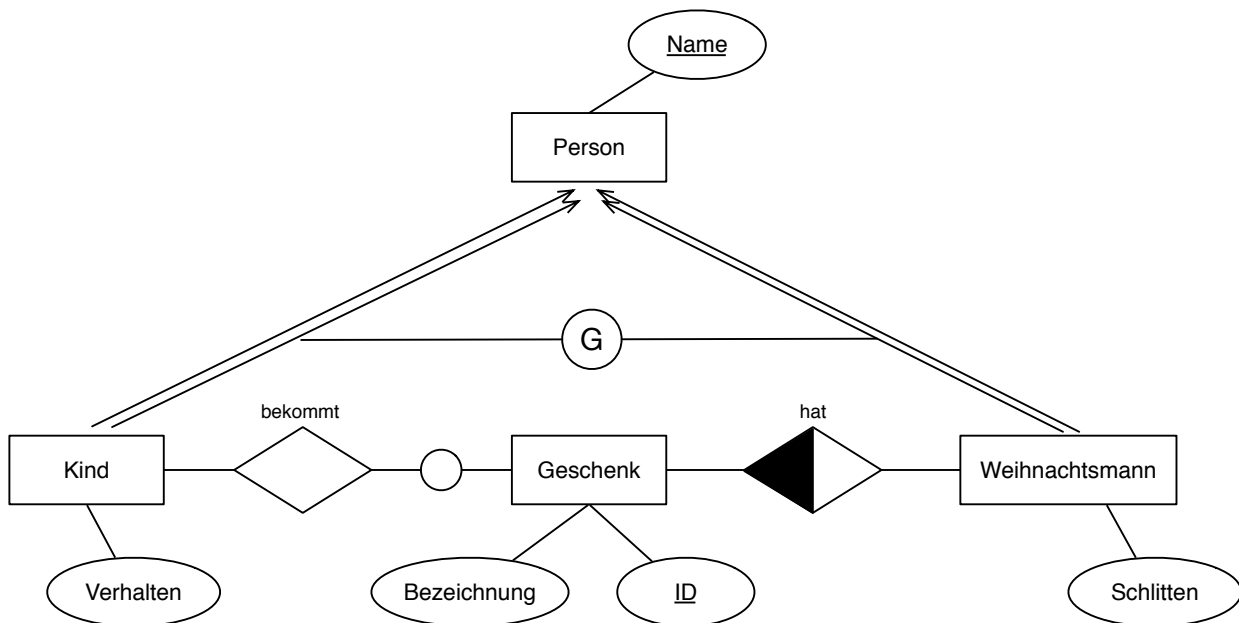 Name
Person
G
bekommt
hat
Kind
Geschenk
Weihnachtsmann
Verhalten
Bezeichnung
ID
Schlitten